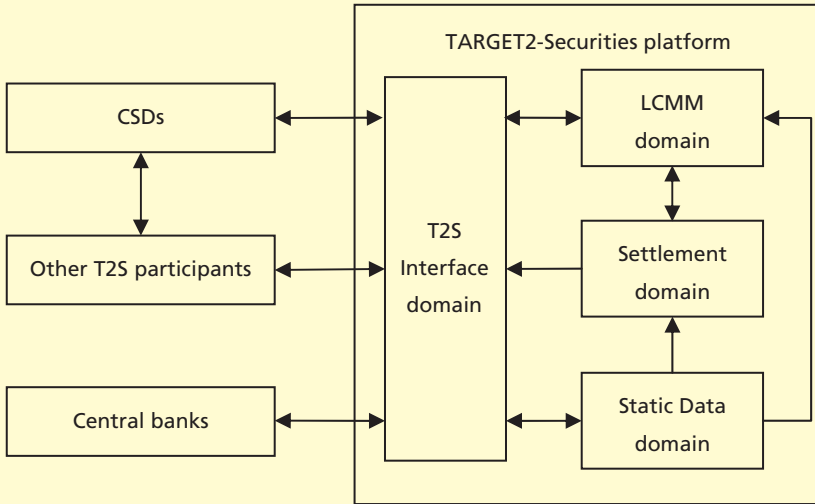 TARGET2-Securities platform
CSDs
Other T2S participants
Central banks
T2S
Interface
domain
LCMM
domain
Settlement
domain
Static Data
domain